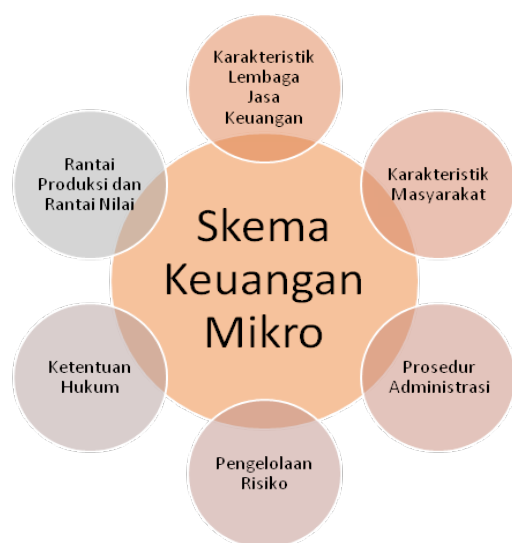 Karakteristik
Lembaga
Jasa
Keuangan
Karakteristik
Masyarakat
Prosedur
Administrasi
Pengelolaan
Risiko
Ketentuan
Hukum
Rantai
Produksi dan
Rantai Nilai
Skema
Keuangan
Mikro